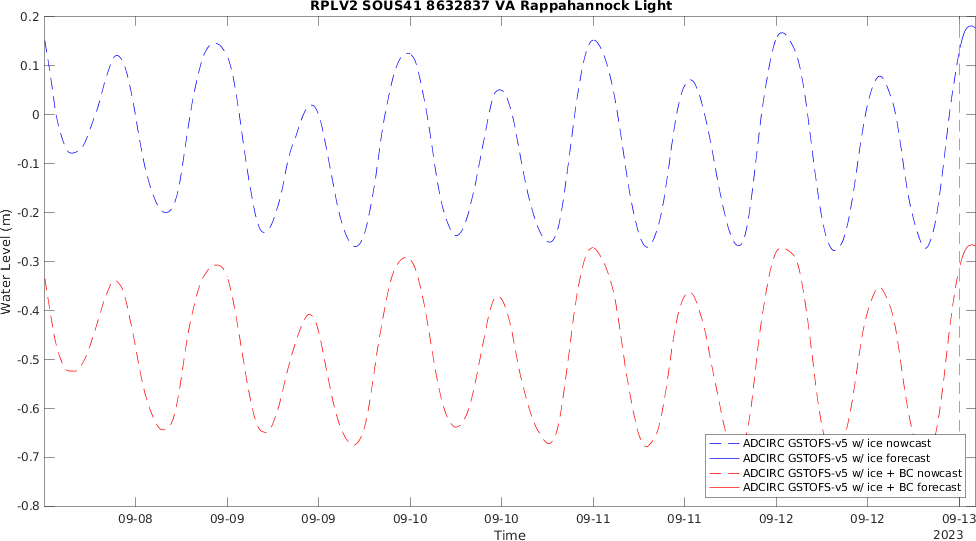 RPLV2 SOUS41 8632837 VA Rappahannock Light
0.2
0.1
0
-0.1
-0.2
-0.3
-0.4
-0.5
-0.6
-0.7
-0.8
Water Level (m)
ADCIRC GSTOFS-v5 w/ ice nowcast
ADCIRC GSTOFS-v5 w/ ice forecast
ADCIRC GSTOFS-v5 w/ ice + BC nowcast
ADCIRC GSTOFS-v5 w/ ice + BC forecast
09-08 09-09 09-09 09-10 09-10 09-11 09-11 09-12 09-12 09-13
Time
2023